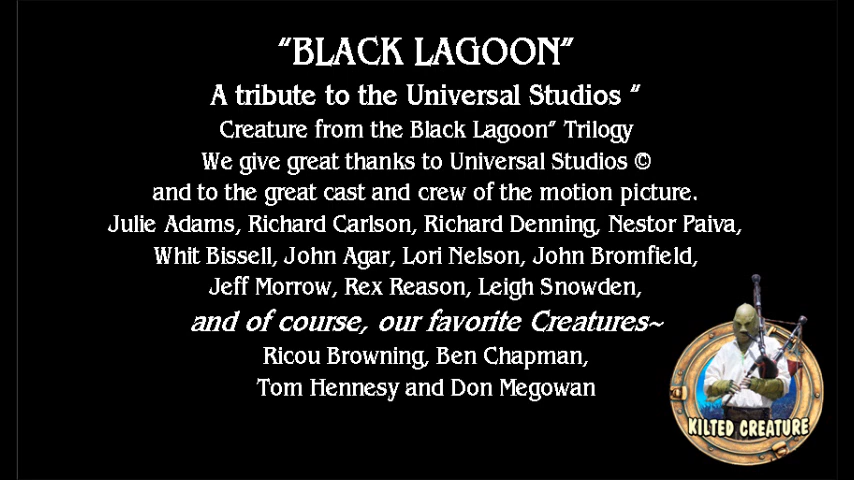 “BLACK LAGOON”
A tribute to the Universal Studios “
Creature from the Black Lagoon” Trilogy
We give great thanks to Universal Studios ©
and to the great cast and crew of the motion picture.
Julie Adams, Richard Carlson, Richard Denning, Nestor Paiva,
Whit Bissell, John Agar, Lori Nelson, John Bromfield,
Jeff Morrow, Rex Reason, Leigh Snowden,
and of course, our favorite Creatures~
Ricou Browning, Ben Chapman,
Tom Hennesy and Don Megowan
KILTED CREATURE